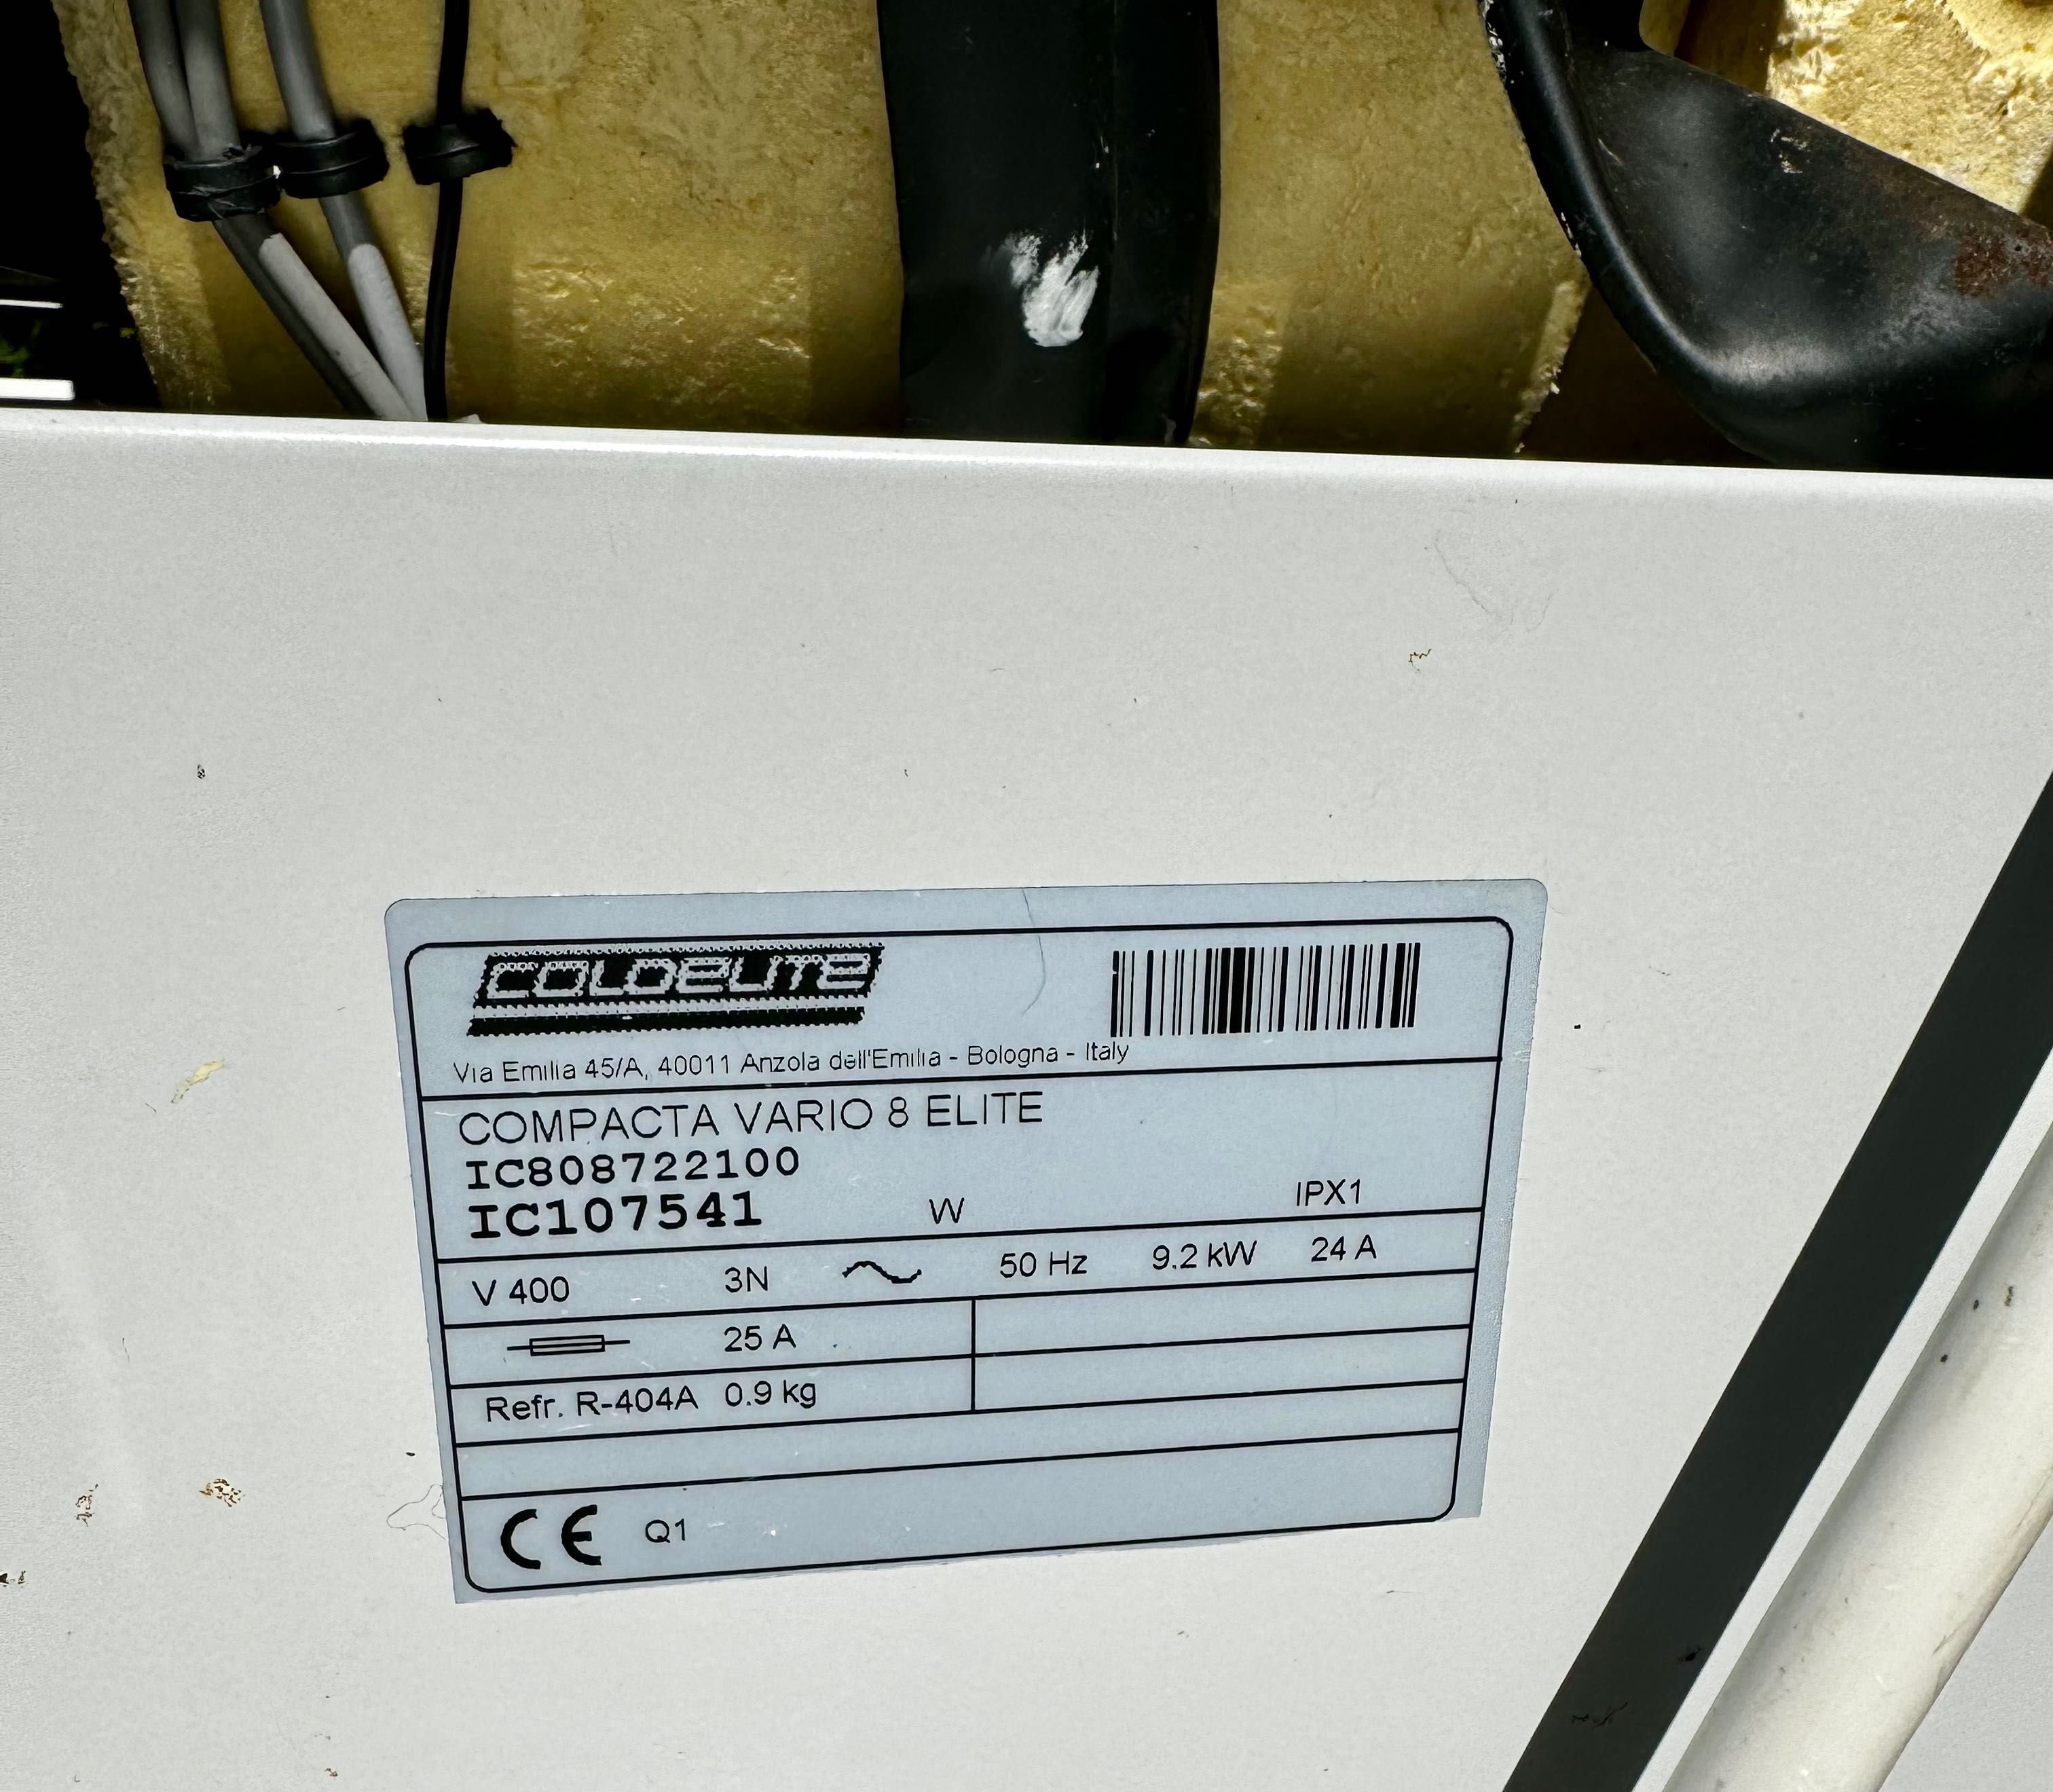 COLDELITE
Via Emilia 45/A, 40011 Anzola dell'Emilia - Bologna - Italy
COMPACTA VARIO 8 ELITE
IC808722100
IC107541 W IPX1
V 400 3N 50 Hz 9.2 kW 24 A
25 A
Refr. R-404A 0.9 kg
CE Q1